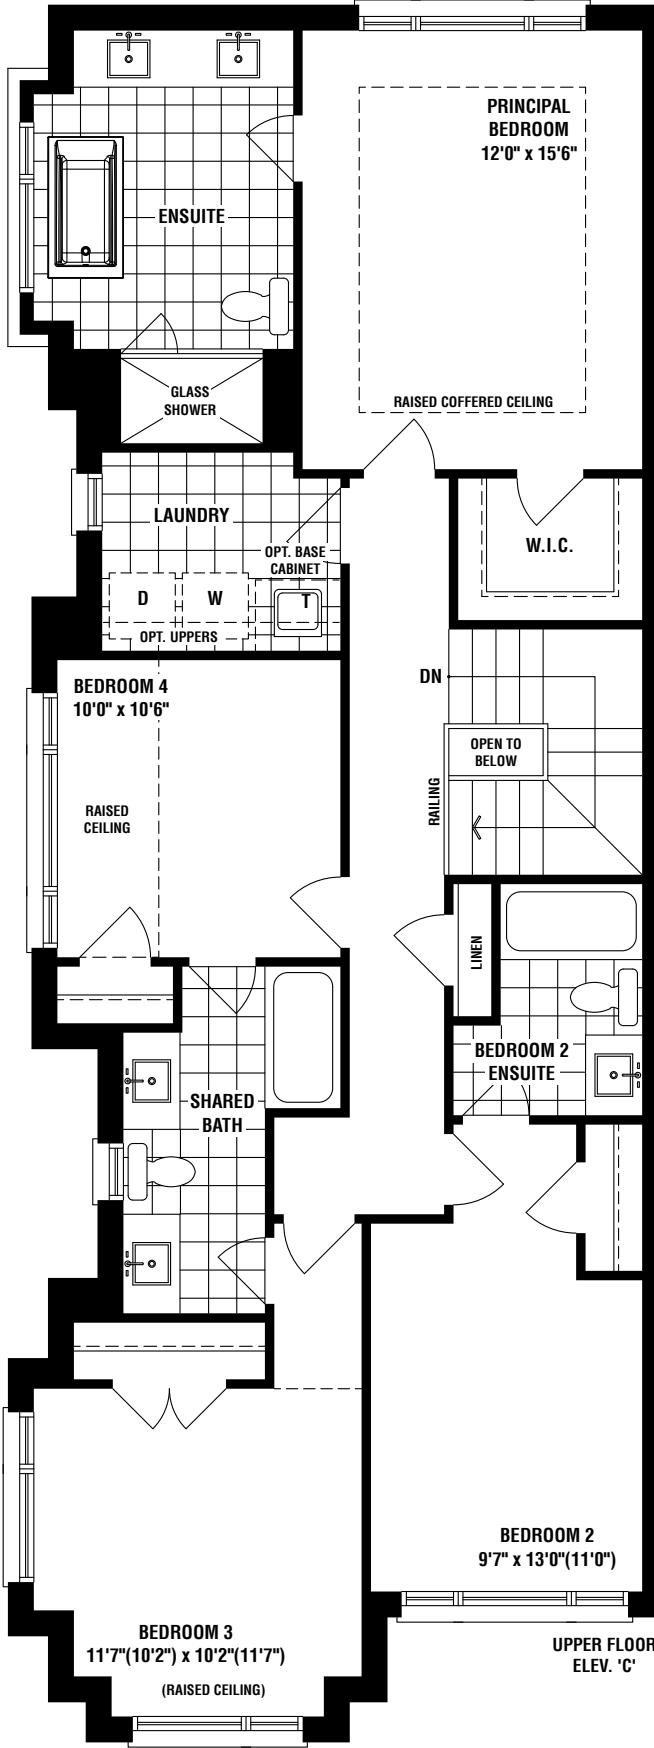 PRINCIPAL
BEDROOM
12'0" x 15'6"
ENSUITE
RAISED COFFERED CEILING
GLASS
SHOWER
LAUNDRY
OPT. BASE
CABINET
W.I.C.
D
W
T
OPT. UPPERS
BEDROOM 4
10'0" x 10'6"
DN
OPEN TO
BELOW
RAILING
RAISED
CEILING
LINEN
BEDROOM 2
ENSUITE
SHARED
BATH
BEDROOM 2
9'7" x 13'0"(11'0")
BEDROOM 3
11'7"(10'2") x 10'2"(11'7")
(RAISED CEILING)
UPPER FLOOR
ELEV. 'C'